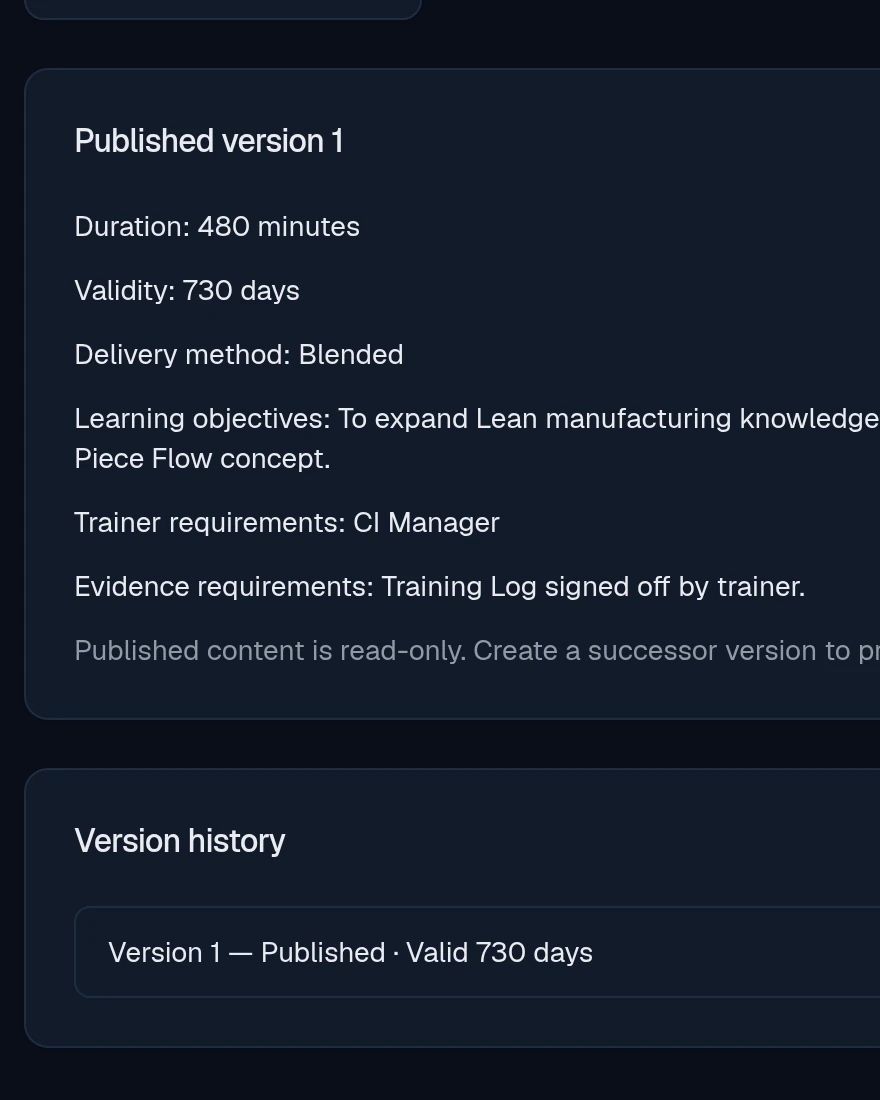 Published version 1
Duration: 480 minutes
Validity: 730 days
Delivery method: Blended
Learning objectives: To expand Lean manufacturing knowledge
Piece Flow concept.
Trainer requirements: CI Manager
Evidence requirements: Training Log signed off by trainer.
Published content is read-only. Create a successor version to
Version history
Version 1 — Published · Valid 730 days